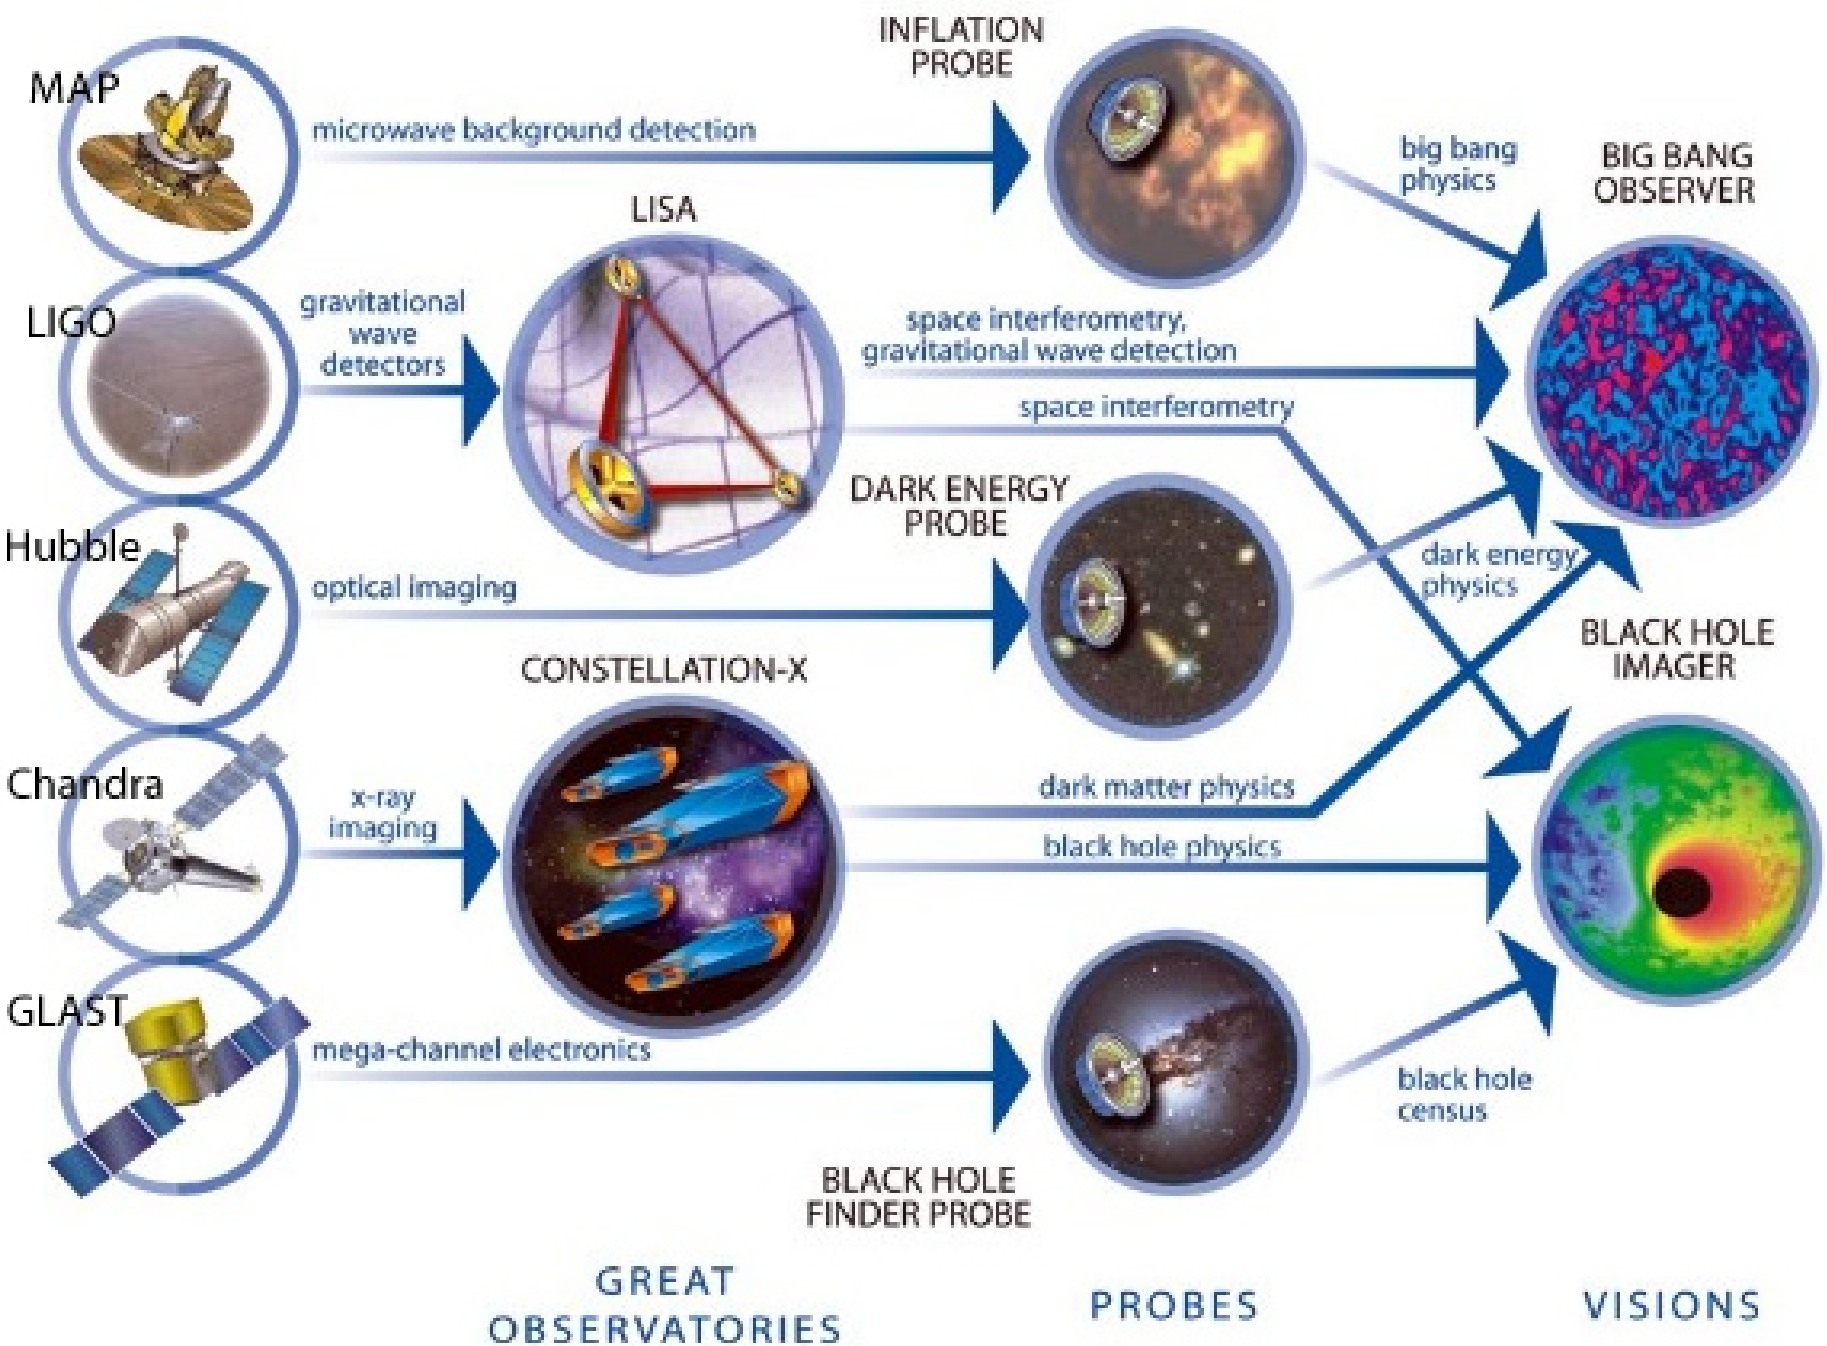 INFLATION
PROBE
MAP
microwave background detection
big bang
physics
BIG BANG
OBSERVER
LISA
LIGO
gravitational
wave
detectors
space interferometry,
gravitational wave detection
space interferometry
DARK ENERGY
PROBE
Hubble
optical imaging
dark energy
physics
BLACK HOLE
IMAGER
CONSTELLATION-X
Chandra
x-ray
imaging
dark matter physics
black hole physics
GLAST
mega-channel electronics
black hole
census
BLACK HOLE
FINDER PROBE
GREAT
OBSERVATORIES
PROBES
VISIONS